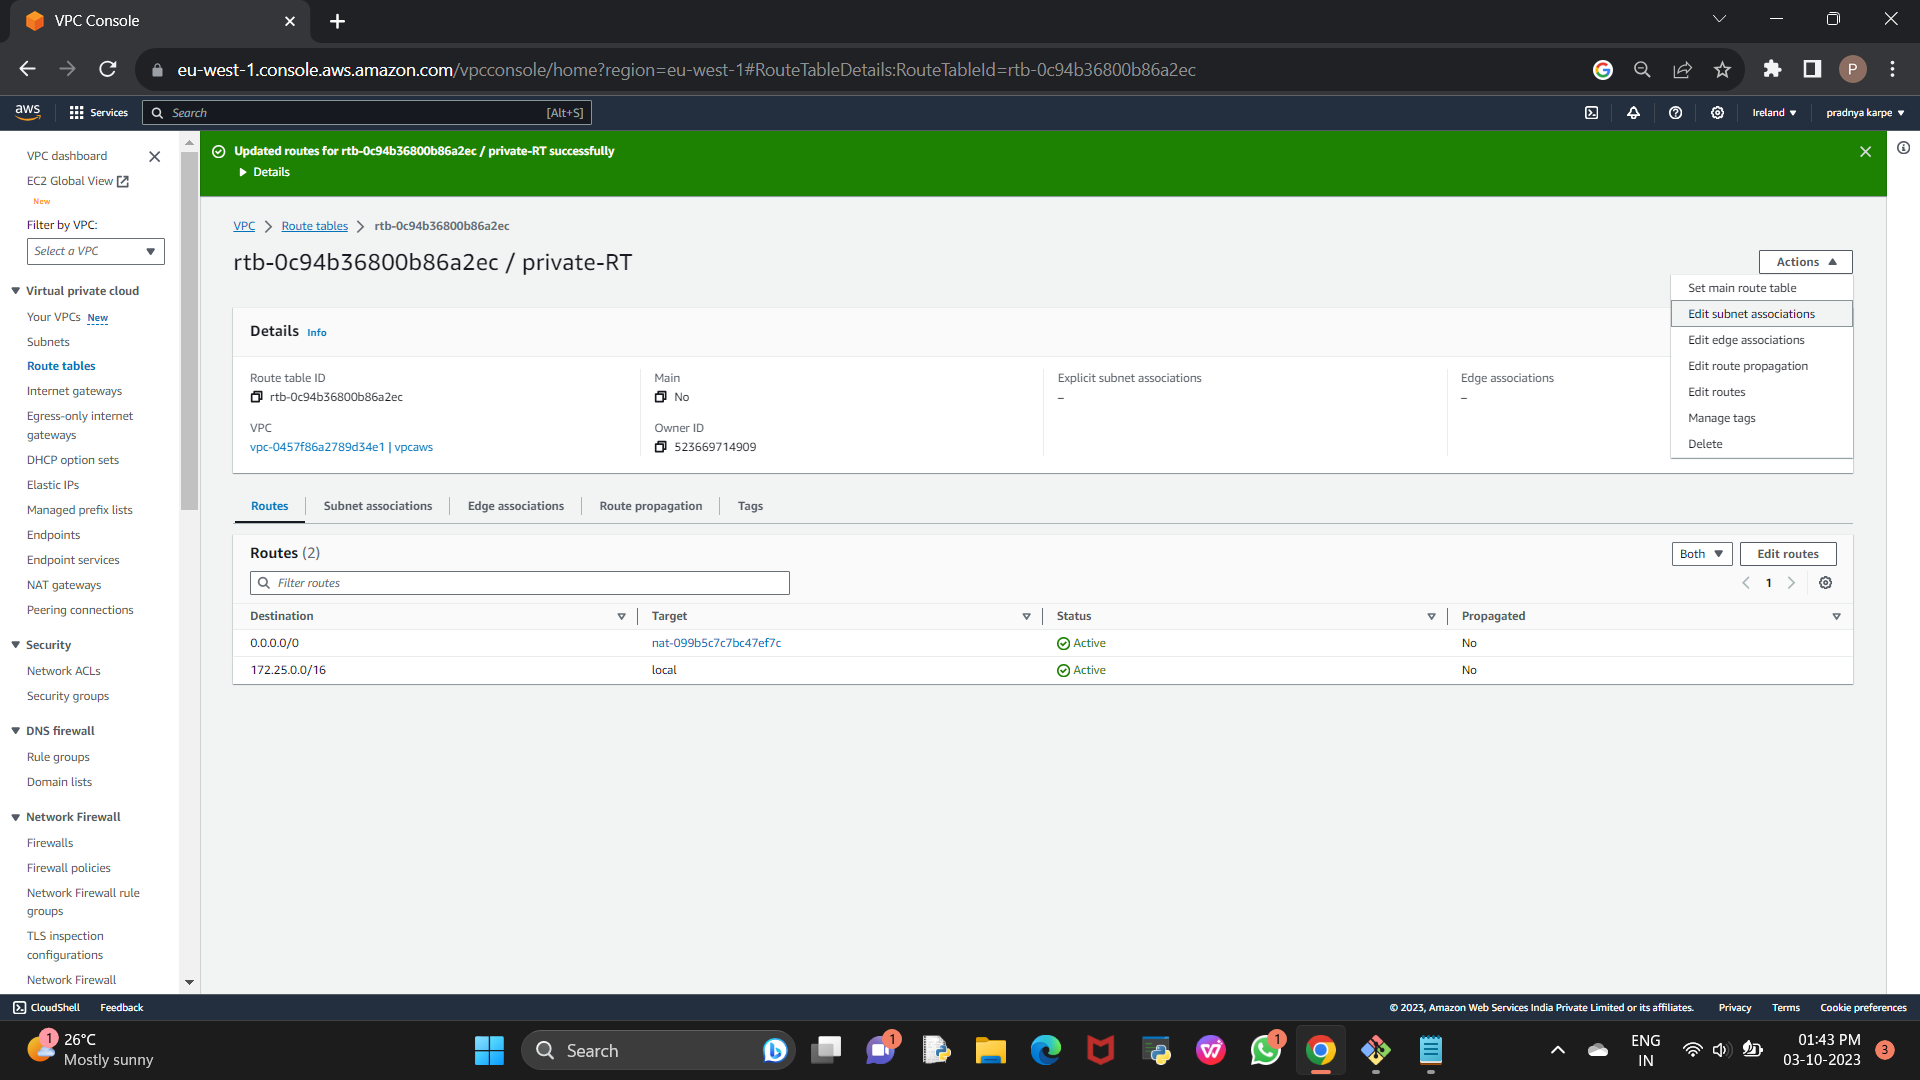 VPC Console
eu-west-1.console.aws.amazon.com/vpcconsole/home?region=eu-west-1#RouteTableDetails:RouteTableId=rtb-0c94b36800b86a2ec
P
aws
Services
Search
[Alt+S]
Ireland
pradnya karpe
VPC dashboard
EC2 Global View
New
Filter by VPC:
Select a VPC
Virtual private cloud
Your VPCs New
Subnets
Route tables
Internet gateways
Egress-only internet
gateways
DHCP option sets
Elastic IPs
Managed prefix lists
Endpoints
Endpoint services
NAT gateways
Peering connections
Security
Network ACLs
Security groups
DNS firewall
Rule groups
Domain lists
Network Firewall
Firewalls
Firewall policies
Network Firewall rule
groups
TLS inspection
configurations
Network Firewall
Updated routes for rtb-0c94b36800b86a2ec / private-RT successfully
Details
VPC
Route tables
rtb-0c94b36800b86a2ec
rtb-0c94b36800b86a2ec / private-RT
Actions
Set main route table
Edit subnet associations
Edit edge associations
Edit route propagation
Edit routes
Manage tags
Delete
Details Info
Route table ID
rtb-0c94b36800b86a2ec
Main
No
Explicit subnet associations
–
Edge associations
–
VPC
vpc-0457f86a2789d34e1 | vpcaws
Owner ID
523669714909
Routes
Subnet associations
Edge associations
Route propagation
Tags
Routes (2)
Both
Edit routes
Filter routes
1
Destination Target Status Propagated
0.0.0.0/0 nat-099b5c7c7bc47ef7c Active No
172.25.0.0/16 local Active No
CloudShell
Feedback
© 2023, Amazon Web Services India Private Limited or its affiliates.
Privacy
Terms
Cookie preferences
1
26°C
Mostly sunny
Search
1
1
ENG
IN
01:43 PM
03-10-2023
3